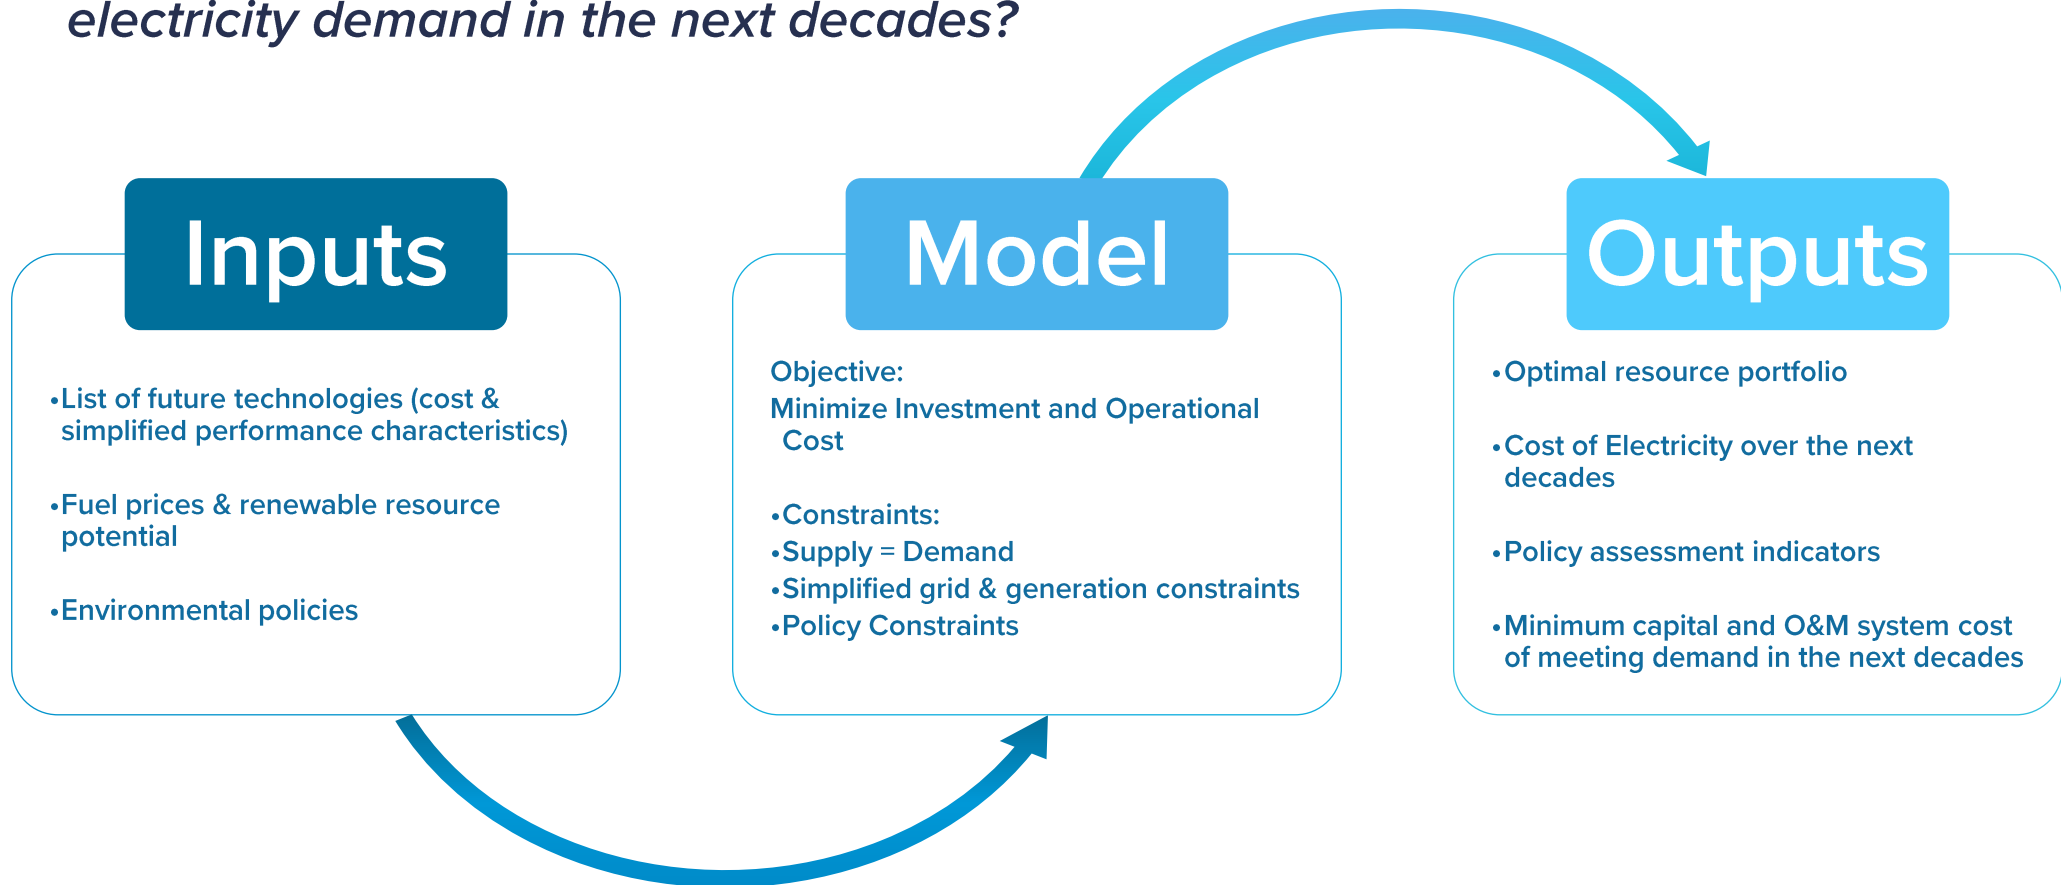 electricity demand in the next decades?
Inputs
•List of future technologies (cost &
simplified performance characteristics)
•Fuel prices & renewable resource
potential
•Environmental policies
Model
Objective:
Minimize Investment and Operational
Cost
•Constraints:
•Supply = Demand
•Simplified grid & generation constraints
•Policy Constraints
Outputs
•Optimal resource portfolio
•Cost of Electricity over the next
decades
•Policy assessment indicators
•Minimum capital and O&M system cost
of meeting demand in the next decades